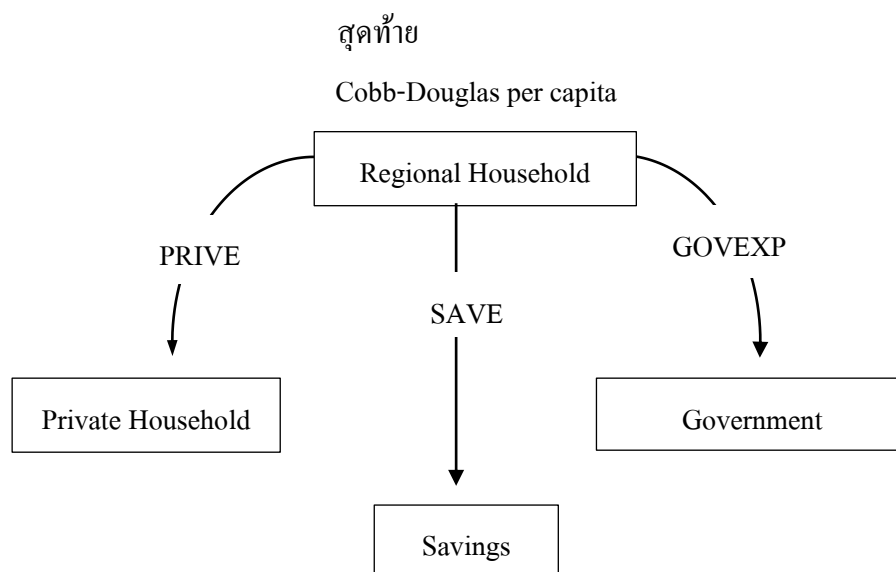 สุดท้าย
Cobb-Douglas per capita
Regional Household
PRIVE
GOVEXP
SAVE
Private Household
Government
Savings